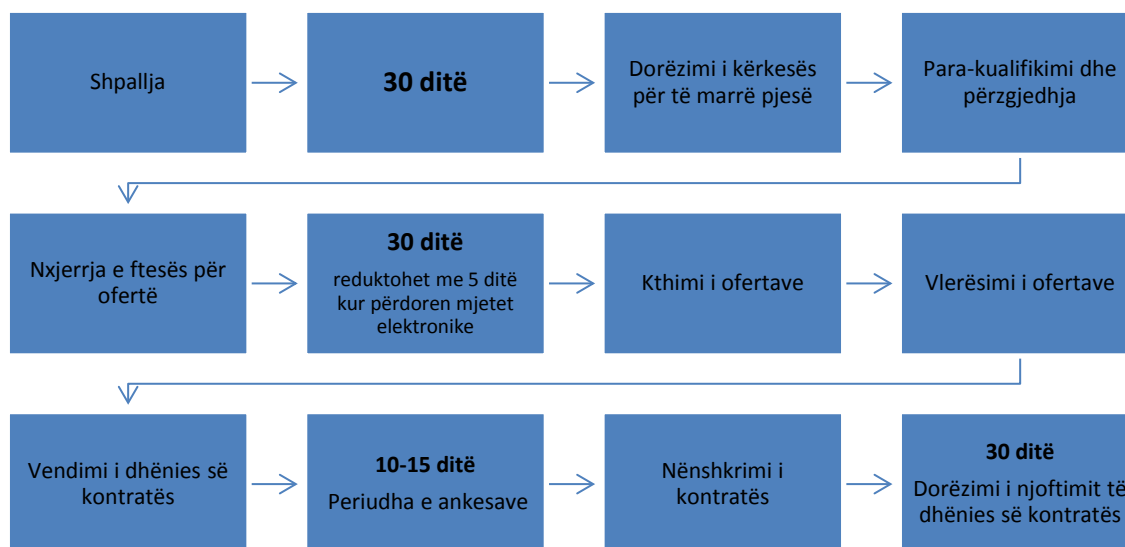 Shpallja
30 ditë
Dorëzimi i kërkesës
për të marrë pjesë
Para-kualifikimi dhe
përzgjedhja
Nxjerrja e ftesës për
ofertë
30 ditë
reduktohet me 5 ditë
kur përdoren mjetet
elektronike
Kthimi i ofertave
Vlerësimi i ofertave
Vendimi i dhënies së
kontratës
10-15 ditë
Periudha e ankesave
Nënshkrimi i
kontratës
30 ditë
Dorëzimi i njoftimit të
dhënies së kontratës